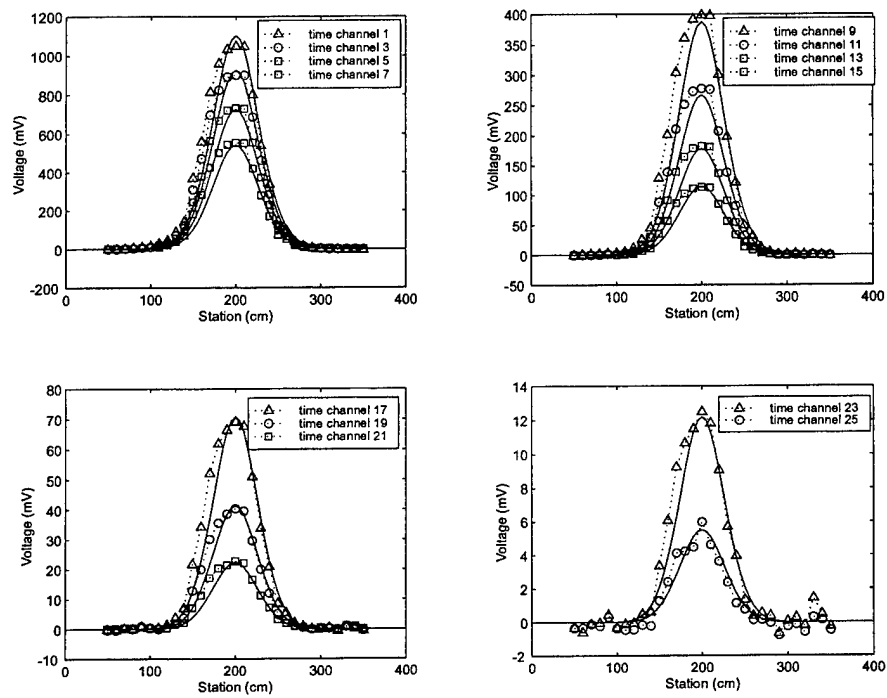 1200
1000
800
600
400
200
0
-200
Voltage (mV)
0
100
200
300
400
Station (cm)
time channel 1
time channel 3
time channel 5
time channel 7
400
350
300
250
200
150
100
50
0
-50
Voltage (mV)
0
100
200
300
400
Station (cm)
time channel 9
time channel 11
time channel 13
time channel 15
80
70
60
50
40
30
20
10
0
-10
Voltage (mV)
0
100
200
300
400
Station (cm)
time channel 17
time channel 19
time channel 21
14
12
10
8
6
4
2
0
-2
Voltage (mV)
0
100
200
300
400
Station (cm)
time channel 23
time channel 25